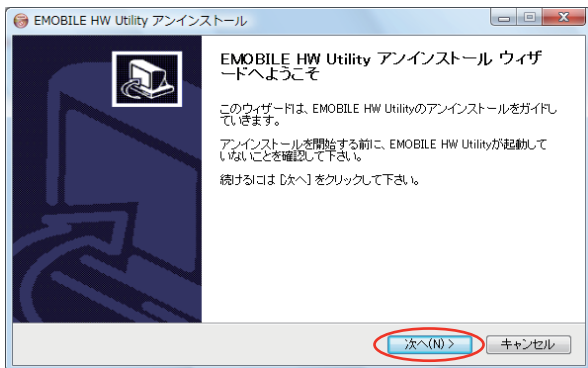 EMOBILE HW Utility アンインストール
EMOBILE HW Utility アンインストール ウィザ
ードへようこそ
このウィザードは、EMOBILE HW Utilityのアンインストールをガイドし
ていきます。
アンインストールを開始する前に、EMOBILE HW Utilityが起動して
いないことを確認して下さい。
続けるには [次へ] をクリックして下さい。
次へ(N) >
キャンセル